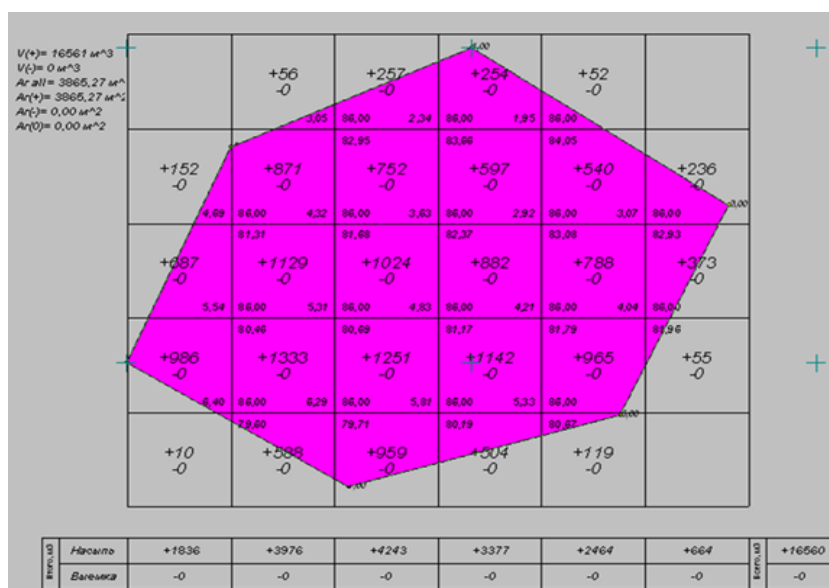 V(+)= 16561 м^3
V(-)= 0 м^3
Ar all = 3865,27 м^
Ar(+)= 3865,27 м^2
Ar(-)= 0,00 м^2
Ar(0)= 0,00 м^2
+56 +257 +254 +52
-0 -0 -0 -0
3,05 86,00 2,34 86,00 1,95 86,00
82,95 83,66 84,05
+152 +871 +752 +597 +540 +236
-0 -0 -0 -0 -0 -0
4,69 86,00 4,32 86,00 3,63 86,00 2,92 86,00 3,07 86,00
81,31 81,68 82,37 83,08 82,93
+687 +1129 +1024 +882 +788 +373
-0 -0 -0 -0 -0 -0
5,54 86,00 5,31 86,00 4,83 86,00 4,21 86,00 4,04 86,00
80,46 80,69 81,17 81,79 81,96
+986 +1333 +1251 +1142 +965 +55
-0 -0 -0 -0 -0 -0
6,40 86,00 6,29 86,00 5,81 86,00 5,33 86,00
79,60 79,71 80,19 80,67
+10 +588 +959 +504 +119
-0 -0 -0 -0 -0
Итого, м3 Насыпь +1836 +3976 +4243 +3377 +2464 +664 Всего, м3 +16560
Выемка -0 -0 -0 -0 -0 -0 -0